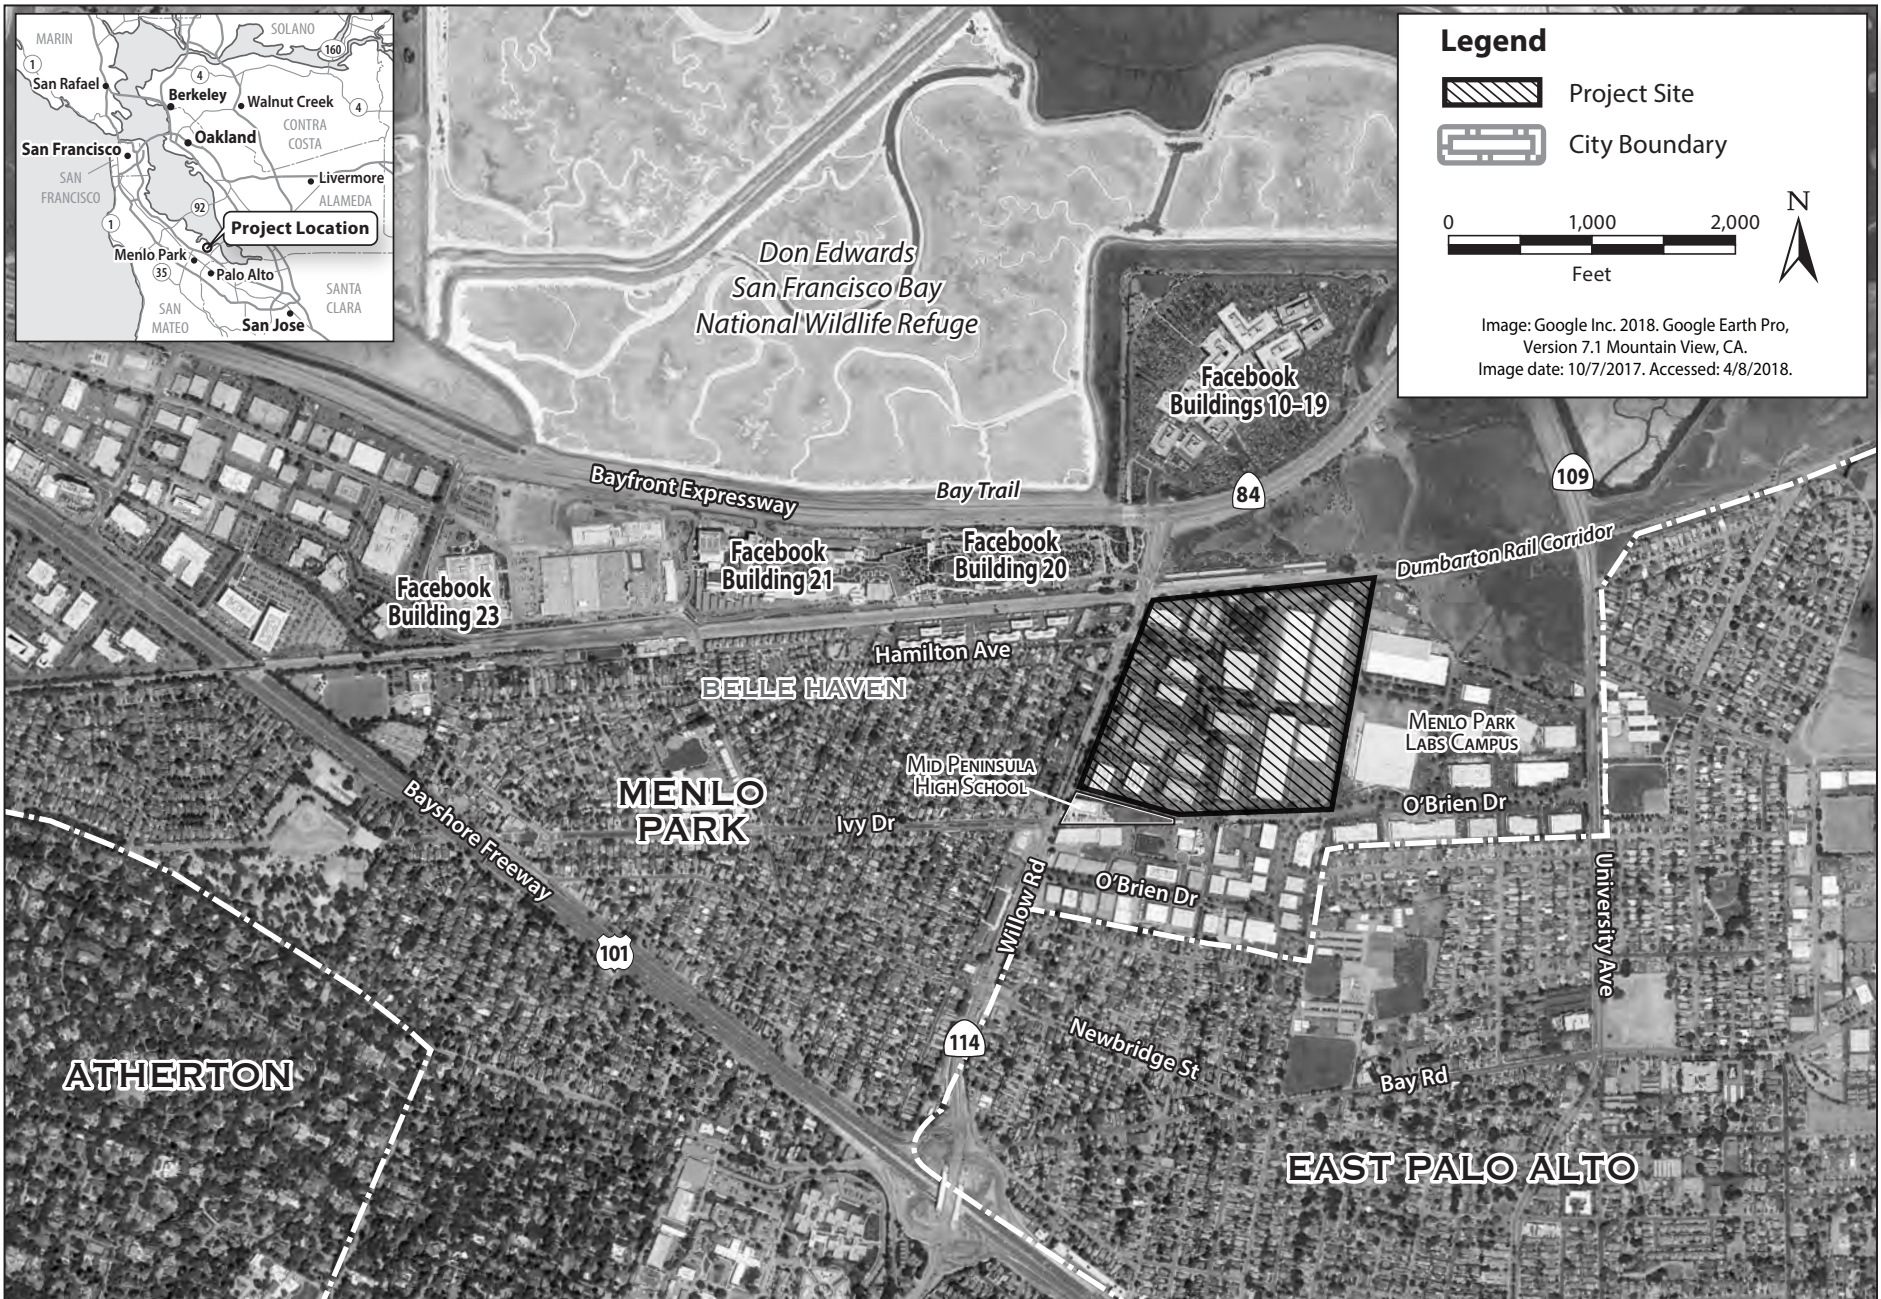 MARIN
SOLANO
160
1
4
San Rafael
Berkeley
Walnut Creek
4
CONTRA
COSTA
Oakland
San Francisco
SAN
FRANCISCO
Livermore
ALAMEDA
92
1
Project Location
Menlo Park
35
Palo Alto
SANTA
CLARA
SAN
MATEO
San Jose
Legend
Project Site
City Boundary
0
1,000
2,000
Feet
N
Image: Google Inc. 2018. Google Earth Pro,
Version 7.1 Mountain View, CA.
Image date: 10/7/2017. Accessed: 4/8/2018.
Don Edwards
San Francisco Bay
National Wildlife Refuge
Facebook
Buildings 10–19
Bayfront Expressway
Bay Trail
84
109
Dumbarton Rail Corridor
Facebook
Building 23
Facebook
Building 21
Facebook
Building 20
Hamilton Ave
BELLE HAVEN
MENLO PARK
LABS CAMPUS
MID PENINSULA
HIGH SCHOOL
MENLO
PARK
Ivy Dr
O'Brien Dr
Bayshore Freeway
O'Brien Dr
Willow Rd
University Ave
101
114
Newbridge St
Bay Rd
ATHERTON
EAST PALO ALTO